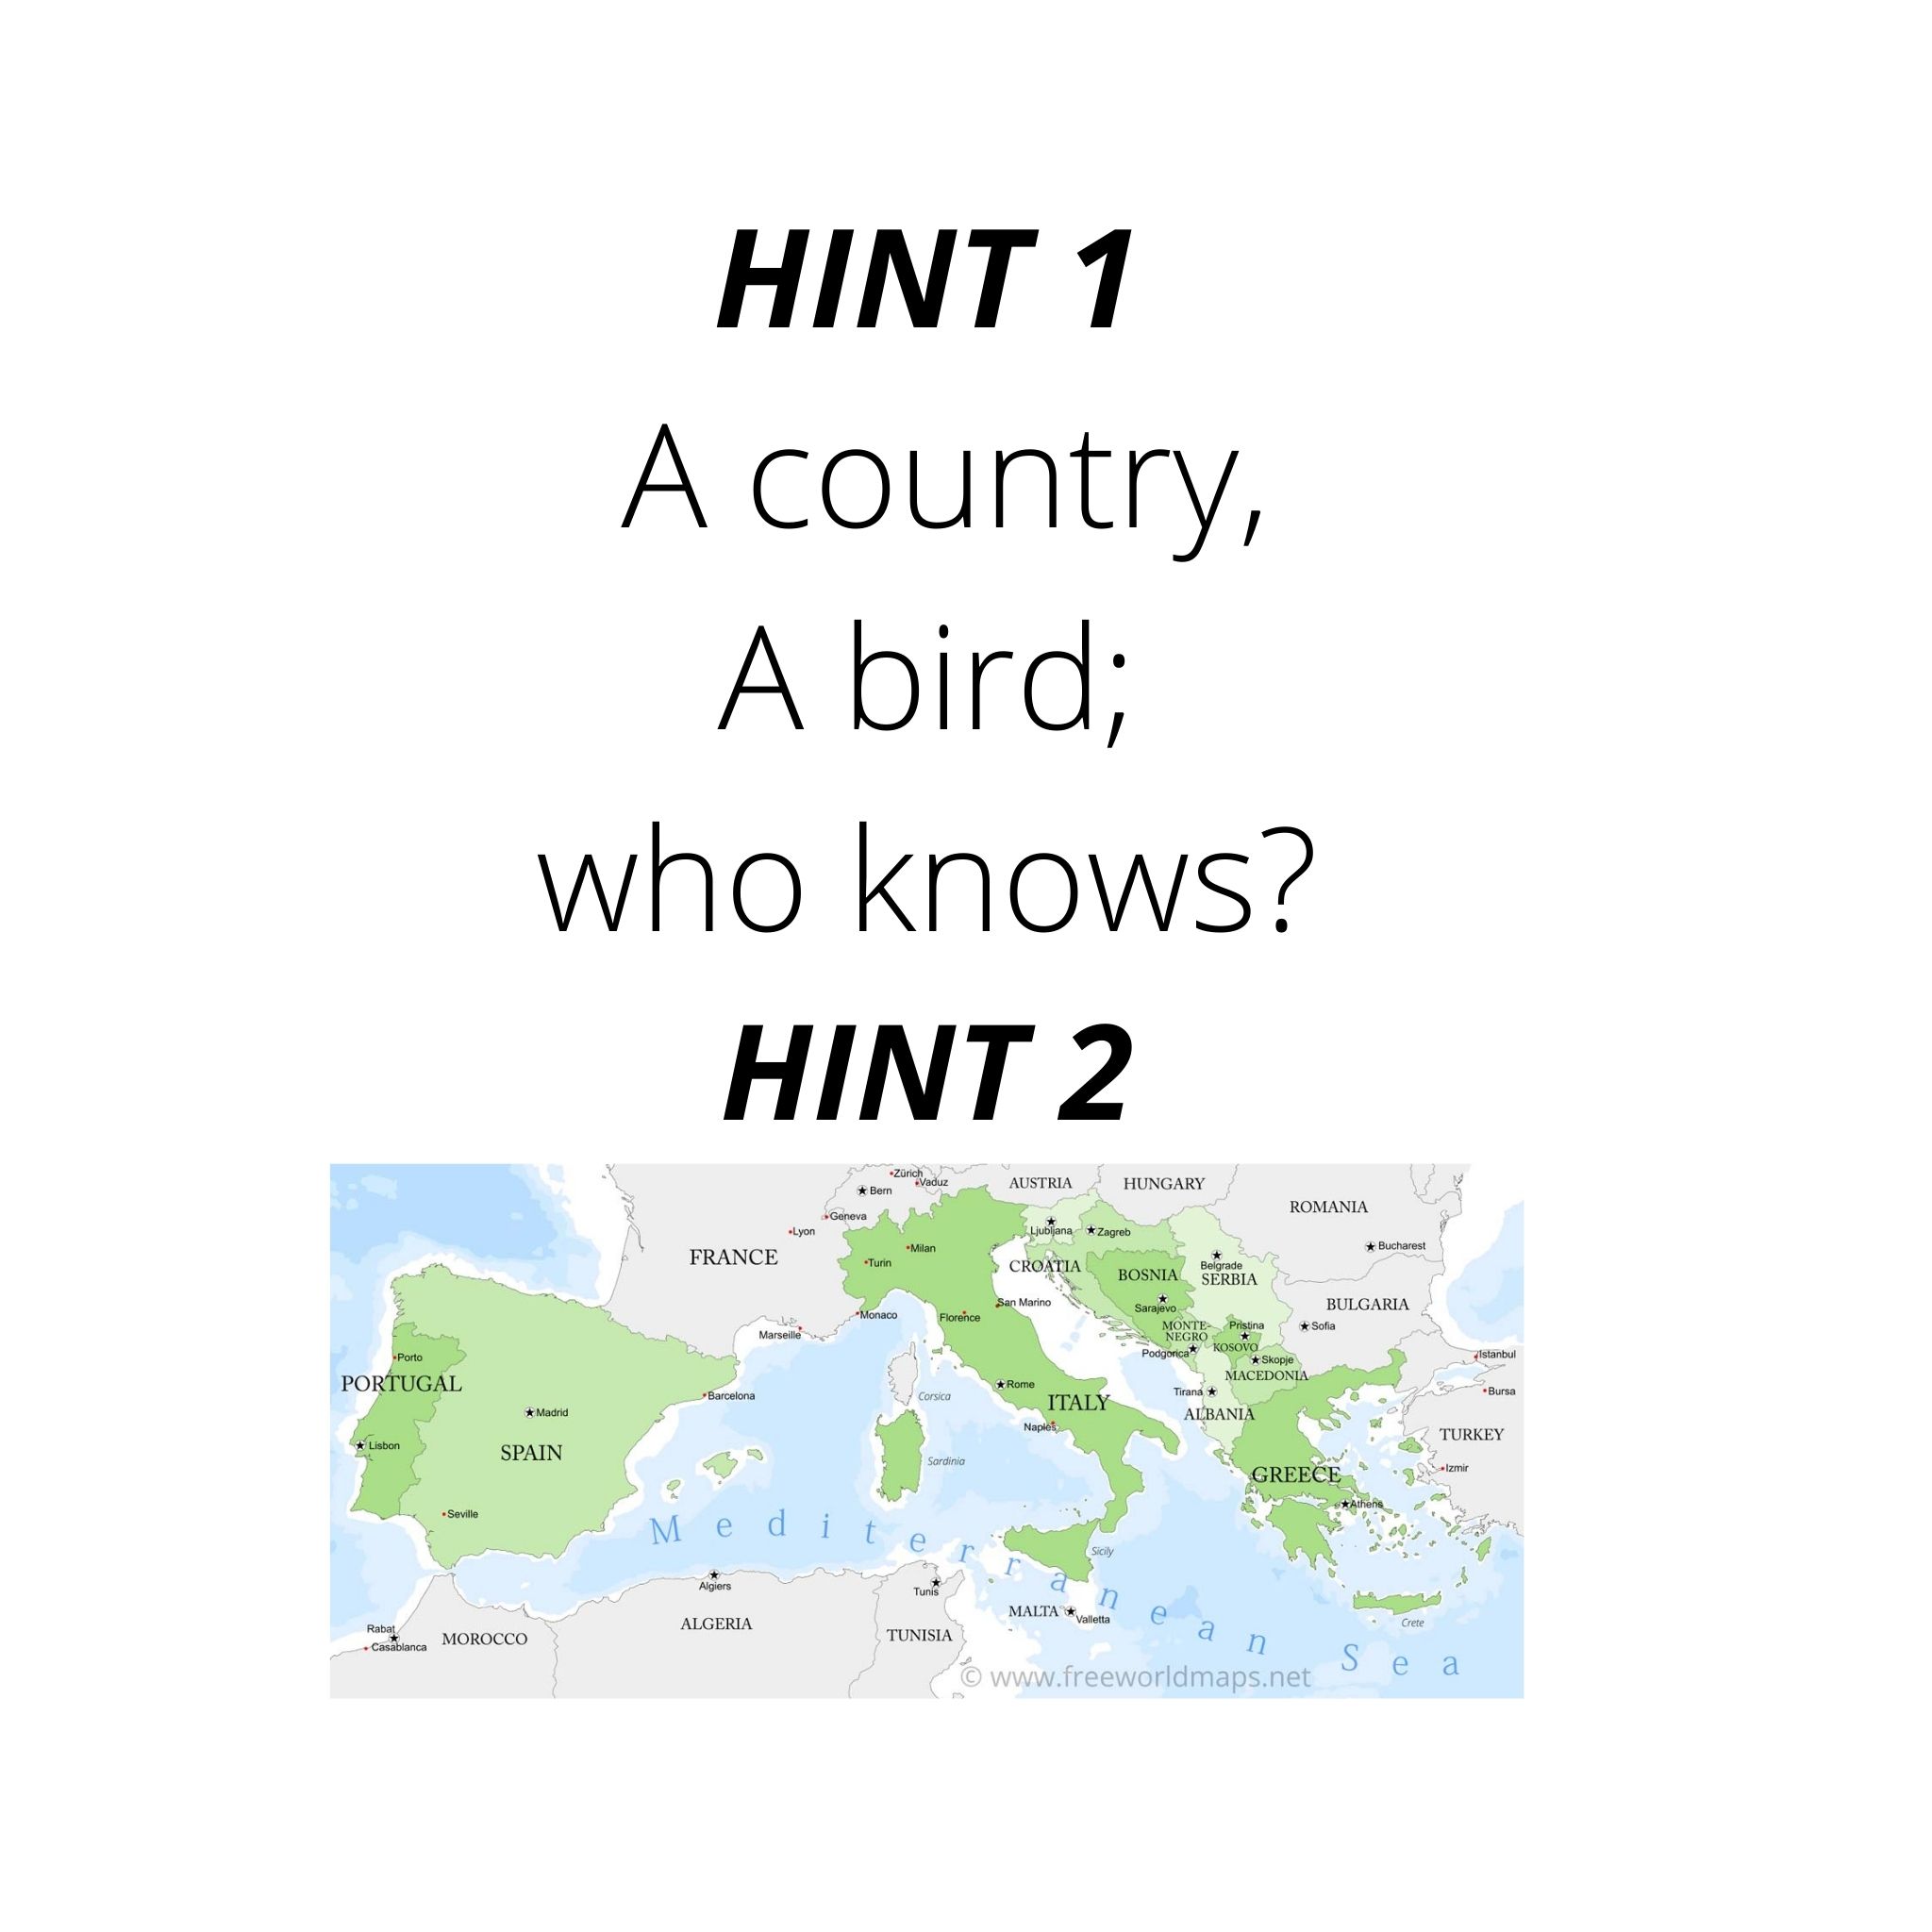 HINT 1
A country,
A bird;
who knows?
HINT 2
Zürich
Vaduz
Bern
AUSTRIA
HUNGARY
ROMANIA
Geneva
Lyon
Ljubljana
Zagreb
Milan
Bucharest
FRANCE
Turin
CROATIA
BOSNIA
Belgrade
SERBIA
San Marino
Sarajevo
BULGARIA
Monaco
Florence
Marseille
MONTE-
NEGRO
Pristina
KOSOVO
Sofia
Podgorica
Skopje
Istanbul
Porto
PORTUGAL
MACEDONIA
Rome
Tirana
Bursa
Barcelona
Corsica
ITALY
ALBANIA
Madrid
Naples
TURKEY
Lisbon
SPAIN
Sardinia
GREECE
Izmir
Seville
Athens
Mediterranean Sea
Sicily
Algiers
Tunis
MALTA
Valletta
Crete
Rabat
Casablanca
MOROCCO
ALGERIA
TUNISIA
© www.freeworldmaps.net